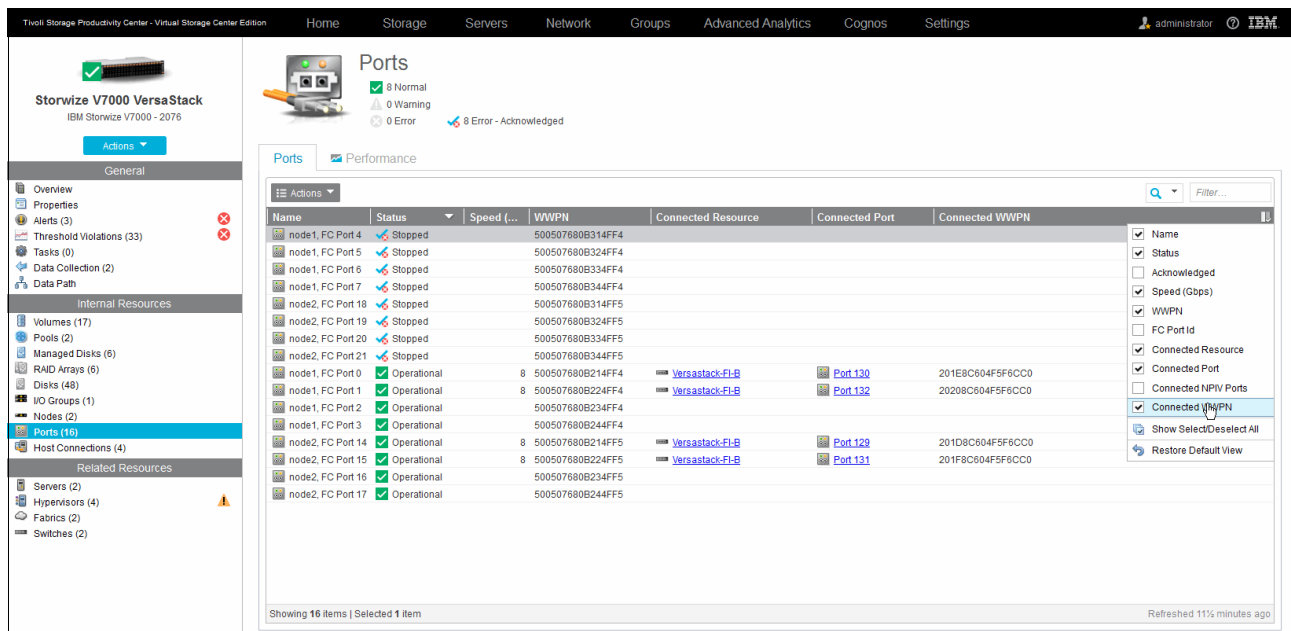 Tivoli Storage Productivity Center - Virtual Storage Center Edition Home Storage Servers Network Groups Advanced Analytics Cognos Settings administrator ? IBM.
Storwize V7000 VersaStack
IBM Storwize V7000 - 2076
Actions
General
Overview
Properties
Alerts (3)
Threshold Violations (33)
Tasks (0)
Data Collection (2)
Data Path
Internal Resources
Volumes (17)
Pools (2)
Managed Disks (6)
RAID Arrays (6)
Disks (48)
I/O Groups (1)
Nodes (2)
Ports (16)
Host Connections (4)
Related Resources
Servers (2)
Hypervisors (4)
Fabrics (2)
Switches (2)
Ports
8 Normal
0 Warning
0 Error 8 Error - Acknowledged
Ports Performance
Actions Filter...
Name Status Speed (... WWPN Connected Resource Connected Port Connected WWPN
node1, FC Port 4 Stopped 500507680B314FF4
node1, FC Port 5 Stopped 500507680B324FF4
node1, FC Port 6 Stopped 500507680B334FF4
node1, FC Port 7 Stopped 500507680B344FF4
node2, FC Port 18 Stopped 500507680B314FF5
node2, FC Port 19 Stopped 500507680B324FF5
node2, FC Port 20 Stopped 500507680B334FF5
node2, FC Port 21 Stopped 500507680B344FF5
node1, FC Port 0 Operational 8 500507680B214FF4 Versastack-FI-B Port 130 201E8C604F5F6CC0
node1, FC Port 1 Operational 8 500507680B224FF4 Versastack-FI-B Port 132 20208C604F5F6CC0
node1, FC Port 2 Operational 500507680B234FF4
node1, FC Port 3 Operational 500507680B244FF4
node2, FC Port 14 Operational 8 500507680B214FF5 Versastack-FI-B Port 129 201D8C604F5F6CC0
node2, FC Port 15 Operational 8 500507680B224FF5 Versastack-FI-B Port 131 201F8C604F5F6CC0
node2, FC Port 16 Operational 500507680B234FF5
node2, FC Port 17 Operational 500507680B244FF5
Name
Status
Acknowledged
Speed (Gbps)
WWPN
FC Port Id
Connected Resource
Connected Port
Connected NPIV Ports
Connected WWPN
Show Select/Deselect All
Restore Default View
Showing 16 items | Selected 1 item Refreshed 11½ minutes ago